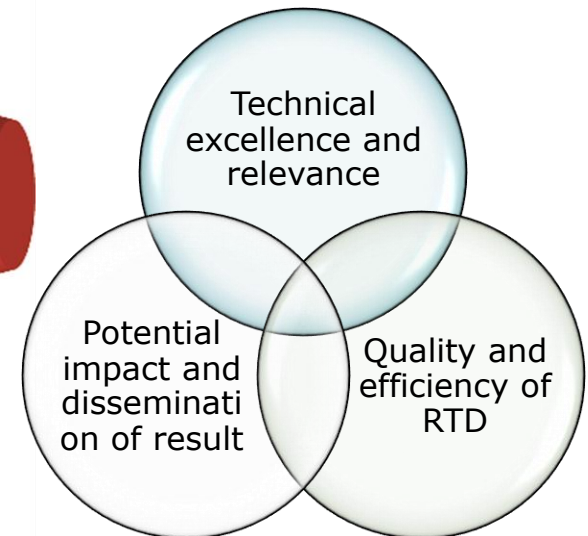 Technical
excellence and
relevance
Potential
impact and
disseminati
on of result
Quality and
efficiency of
RTD